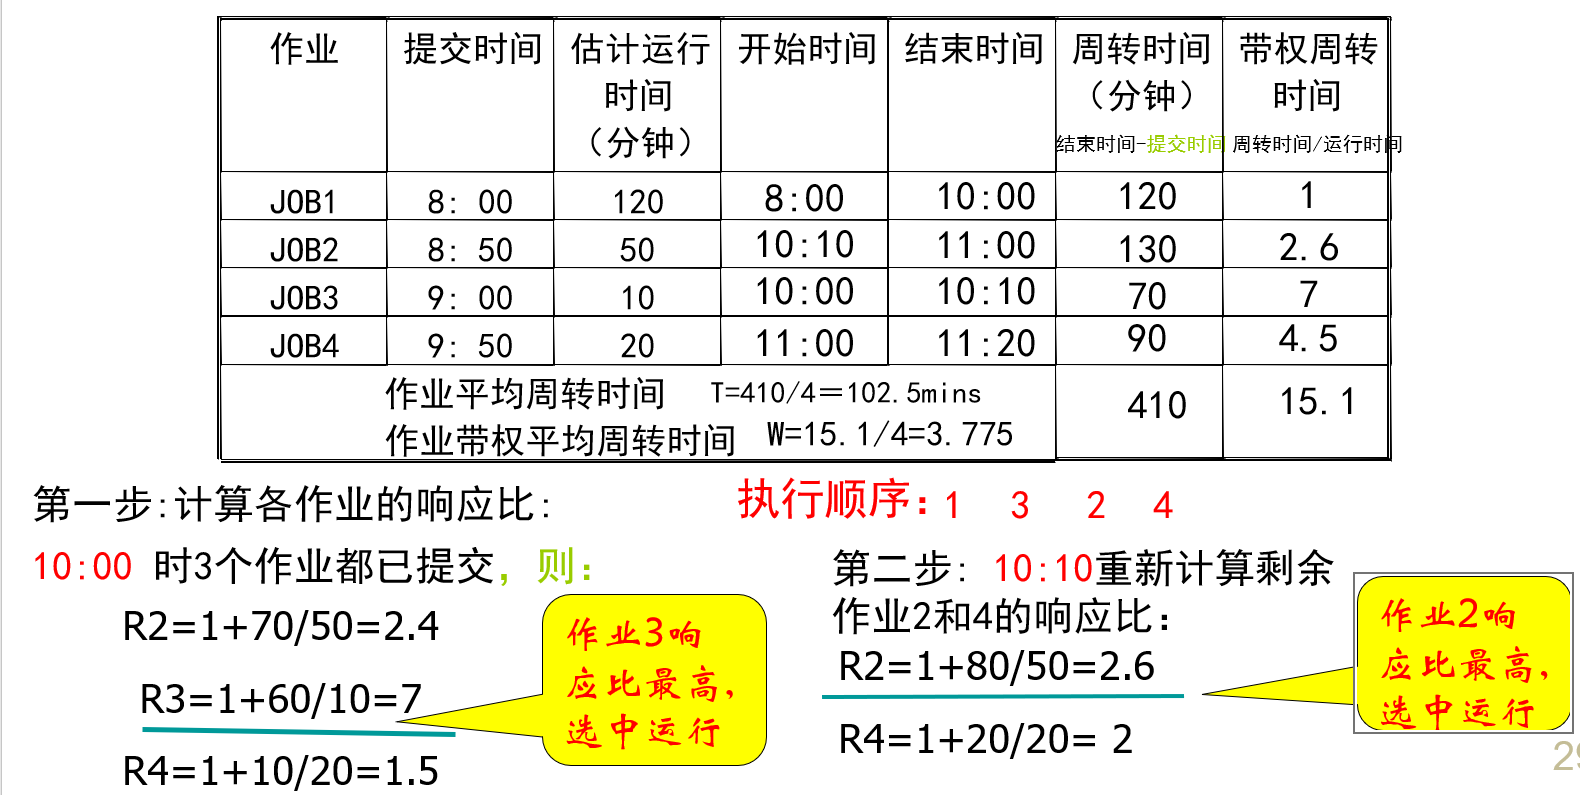 作业 提交时间 估计运行时间（分钟） 开始时间 结束时间 周转时间（分钟） 结束时间-提交时间 带权周转时间 周转时间/运行时间
JOB1 8: 00 120 8:00 10:00 120 1
JOB2 8: 50 50 10:10 11:00 130 2.6
JOB3 9: 00 10 10:00 10:10 70 7
JOB4 9: 50 20 11:00 11:20 90 4.5
作业平均周转时间 T=410/4＝102.5mins 410 15.1
作业带权平均周转时间 W=15.1/4=3.775
执行顺序：1 3 2 4
第一步:计算各作业的响应比:
10:00 时3个作业都已提交，则：
R2=1+70/50=2.4
R3=1+60/10=7
R4=1+10/20=1.5
作业3响
应比最高，
选中运行
第二步: 10:10重新计算剩余
作业2和4的响应比：
R2=1+80/50=2.6
R4=1+20/20= 2
作业2响
应比最高，
选中运行